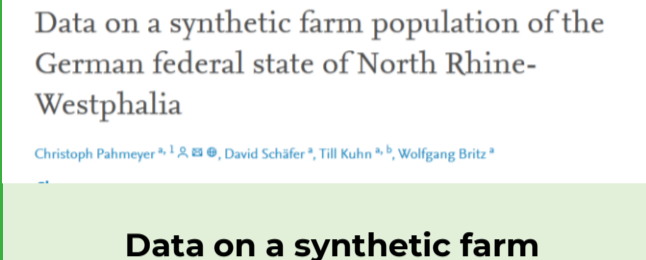 Data on a synthetic farm population of the
German federal state of North Rhine-
Westphalia
Christoph Pahmeyer a, 1, David Schäfer a, Till Kuhn a, b, Wolfgang Britz a
Data on a synthetic farm